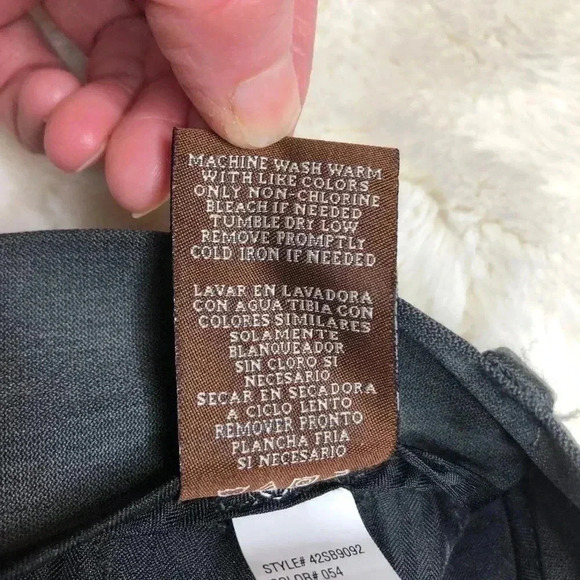 MACHINE WASH WARM
WITH LIKE COLORS
ONLY NON-CHLORINE
BLEACH IF NEEDED
TUMBLE DRY LOW
REMOVE PROMPTLY
COLD IRON IF NEEDED
LAVAR EN LAVADORA
CON AGUA TIBIA CON
COLORES SIMILARES
SOLAMENTE
BLANQUEADOR
SIN CLORO SI
NECESARIO
SECAR EN SECADORA
A CICLO LENTO
REMOVER PRONTO
PLANCHA FRIA
SI NECESARIO
STYLE# 42SB9092
COLOR# 054